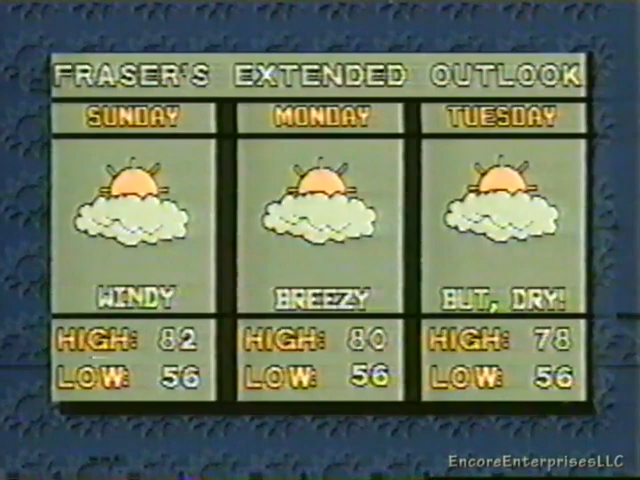 FRASER'S EXTENDED OUTLOOK
SUNDAY MONDAY TUESDAY
WINDY BREEZY BUT, DRY!
HIGH: 82 HIGH: 80 HIGH: 78
LOW: 56 LOW: 56 LOW: 56
EncoreEnterprisesLLC